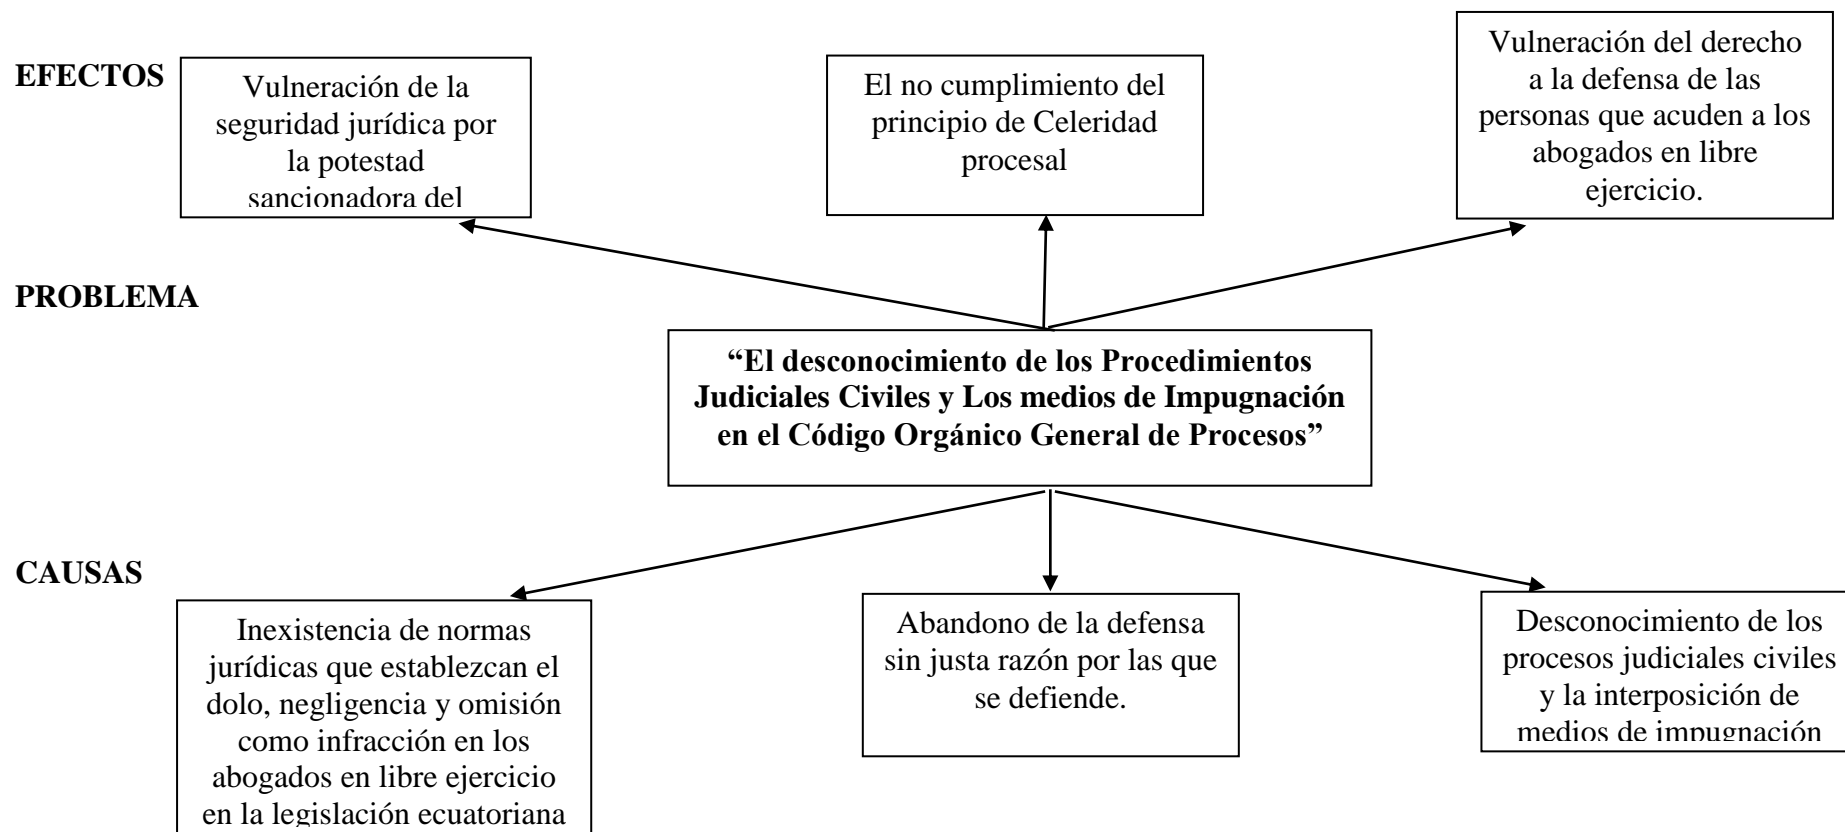 EFECTOS
Vulneración de la
seguridad jurídica por
la potestad
sancionadora del
El no cumplimiento del
principio de Celeridad
procesal
Vulneración del derecho
a la defensa de las
personas que acuden a los
abogados en libre
ejercicio.
PROBLEMA
“El desconocimiento de los Procedimientos
Judiciales Civiles y Los medios de Impugnación
en el Código Orgánico General de Procesos”
CAUSAS
Inexistencia de normas
jurídicas que establezcan el
dolo, negligencia y omisión
como infracción en los
abogados en libre ejercicio
en la legislación ecuatoriana
Abandono de la defensa
sin justa razón por las que
se defiende.
Desconocimiento de los
procesos judiciales civiles
y la interposición de
medios de impugnación